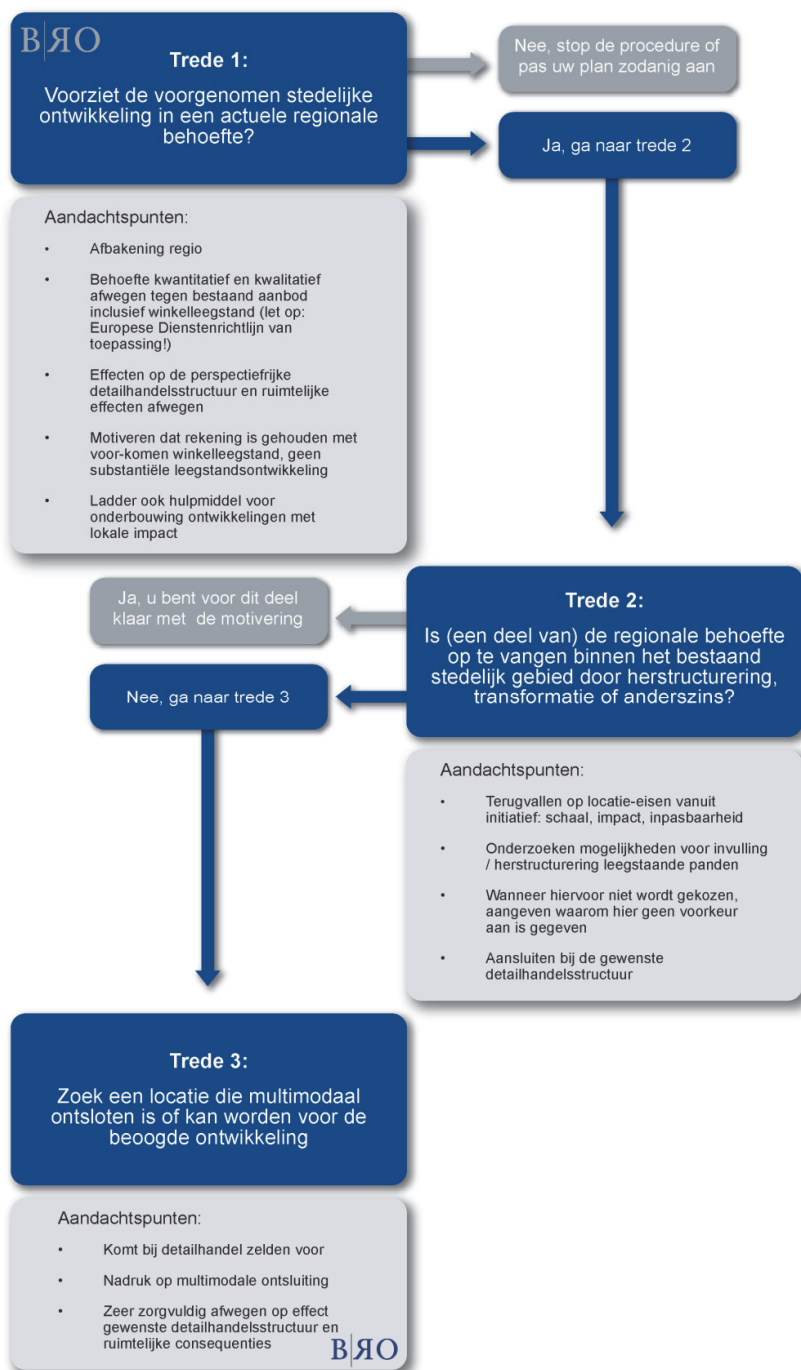 B|RO
Trede 1:
Voorziet de voorgenomen stedelijke
ontwikkeling in een actuele regionale
behoefte?
Nee, stop de procedure of
pas uw plan zodanig aan
Ja, ga naar trede 2
Aandachtspunten:
• Afbakening regio
• Behoefte kwantitatief en kwalitatief
afwegen tegen bestaand aanbod
inclusief winkelleegstand (let op:
Europese Dienstenrichtlijn van
toepassing!)
• Effecten op de perspectiefrijke
detailhandelsstructuur en ruimtelijke
effecten afwegen
• Motiveren dat rekening is gehouden met
voor-komen winkelleegstand, geen
substantiële leegstandsontwikkeling
• Ladder ook hulpmiddel voor
onderbouwing ontwikkelingen met
lokale impact
Ja, u bent voor dit deel
klaar met de motivering
Nee, ga naar trede 3
Trede 2:
Is (een deel van) de regionale behoefte
op te vangen binnen het bestaand
stedelijk gebied door herstructurering,
transformatie of anderszins?
Aandachtspunten:
• Terugvallen op locatie-eisen vanuit
initiatief: schaal, impact, inpasbaarheid
• Onderzoeken mogelijkheden voor invulling
/ herstructurering leegstaande panden
• Wanneer hiervoor niet wordt gekozen,
aangeven waarom hier geen voorkeur
aan is gegeven
• Aansluiten bij de gewenste
detailhandelsstructuur
Trede 3:
Zoek een locatie die multimodaal
ontsloten is of kan worden voor de
beoogde ontwikkeling
Aandachtspunten:
• Komt bij detailhandel zelden voor
• Nadruk op multimodale ontsluiting
• Zeer zorgvuldig afwegen op effect
gewenste detailhandelsstructuur en
ruimtelijke consequenties
B|RO